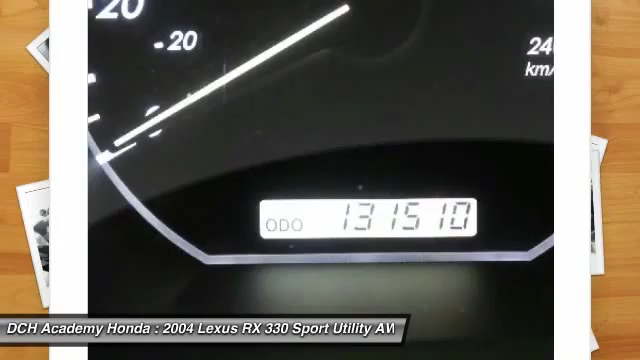 20
-20
240
km/
ODO 131510
DCH Academy Honda : 2004 Lexus RX 330 Sport Utility AW